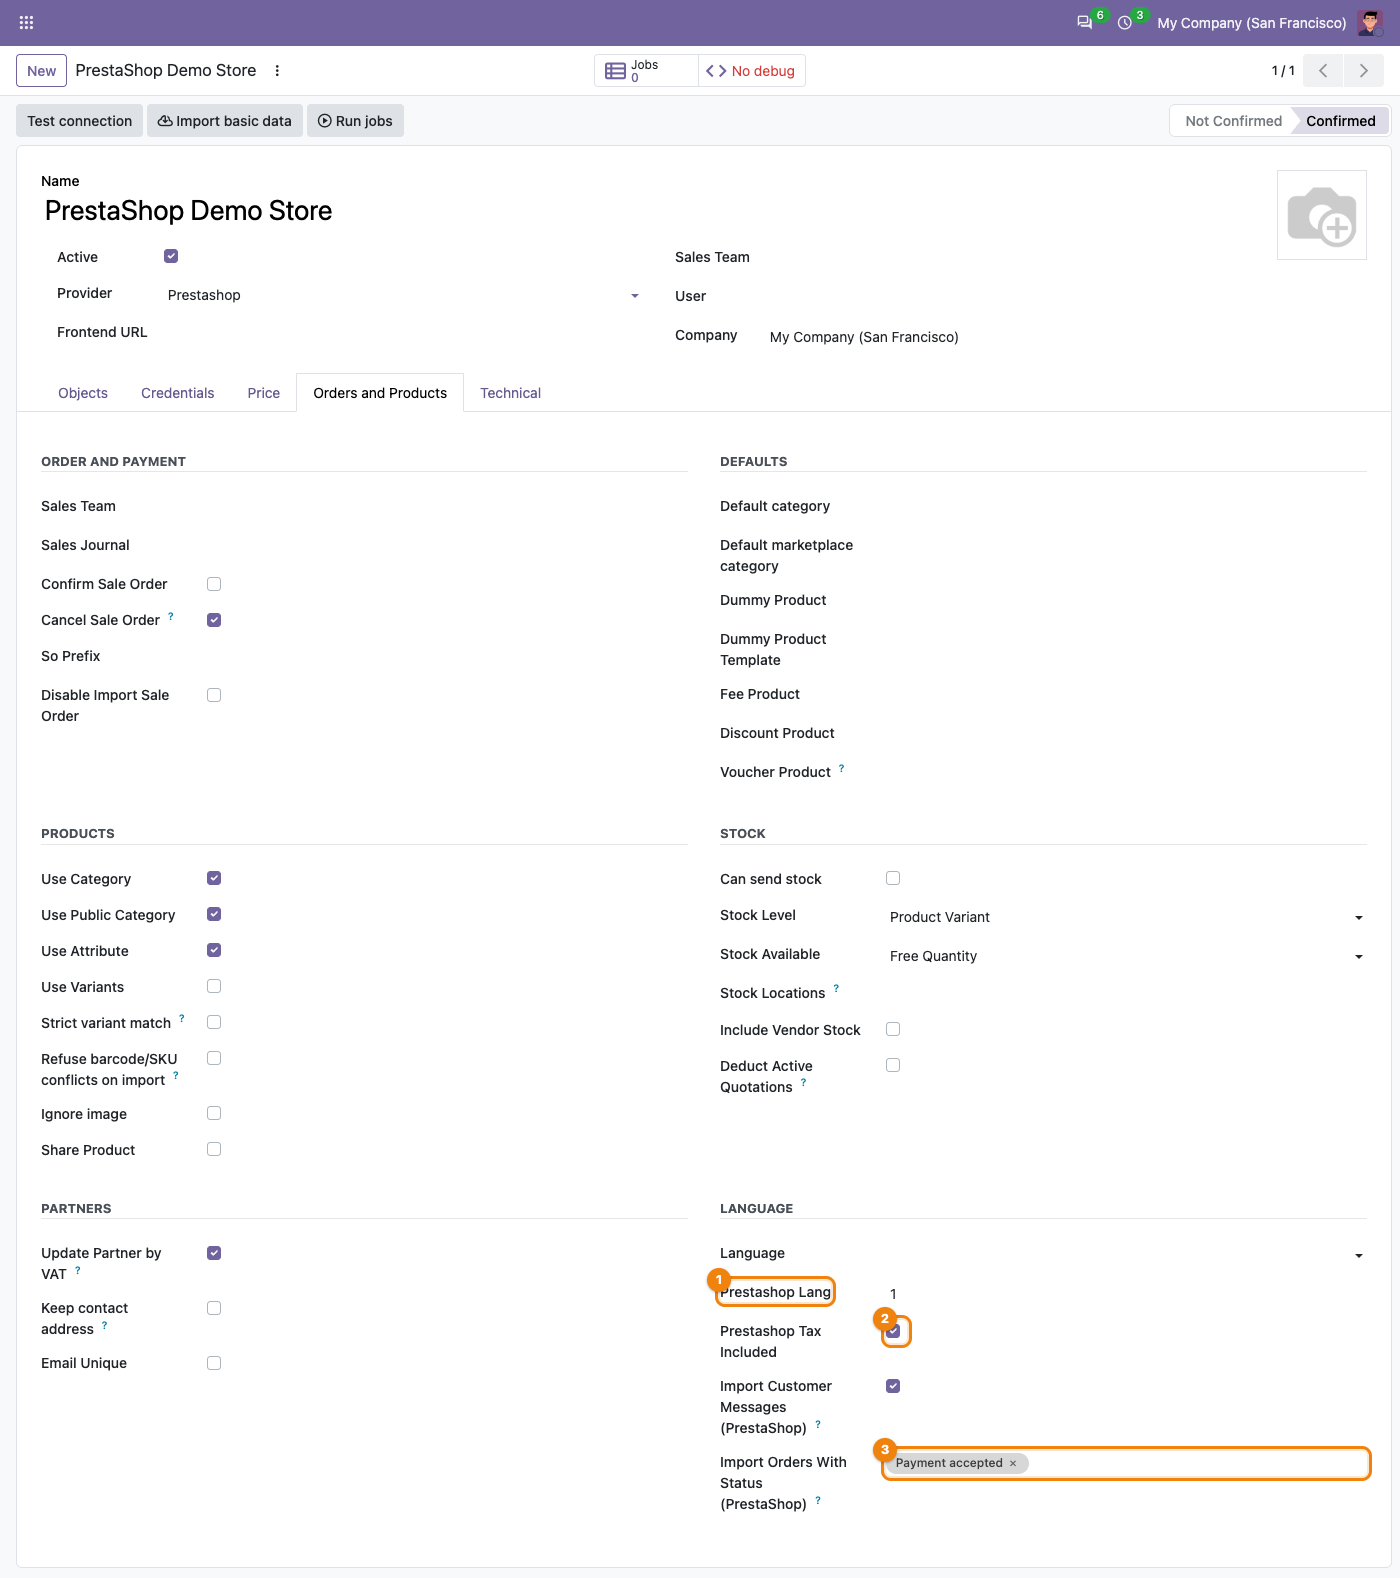 6
3
My Company (San Francisco)
New
PrestaShop Demo Store
Jobs
0
No debug
1 / 1
Test connection
Import basic data
Run jobs
Not Confirmed
Confirmed
Name
PrestaShop Demo Store
Active
Provider
Prestashop
Frontend URL
Sales Team
User
Company
My Company (San Francisco)
Objects
Credentials
Price
Orders and Products
Technical
ORDER AND PAYMENT
Sales Team
Sales Journal
Confirm Sale Order
Cancel Sale Order ?
So Prefix
Disable Import Sale
Order
DEFAULTS
Default category
Default marketplace
category
Dummy Product
Dummy Product
Template
Fee Product
Discount Product
Voucher Product ?
PRODUCTS
Use Category
Use Public Category
Use Attribute
Use Variants
Strict variant match ?
Refuse barcode/SKU
conflicts on import ?
Ignore image
Share Product
STOCK
Can send stock
Stock Level
Product Variant
Stock Available
Free Quantity
Stock Locations ?
Include Vendor Stock
Deduct Active
Quotations ?
PARTNERS
Update Partner by
VAT ?
Keep contact
address ?
Email Unique
LANGUAGE
Language
1
Prestashop Lang
1
2
Prestashop Tax
Included
Import Customer
Messages
(PrestaShop) ?
3
Import Orders With
Status
(PrestaShop) ?
Payment accepted ×